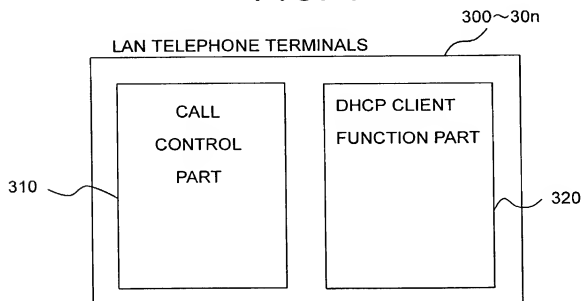 300~30n
LAN TELEPHONE TERMINALS
CALL
CONTROL
PART
DHCP CLIENT
FUNCTION PART
310
320